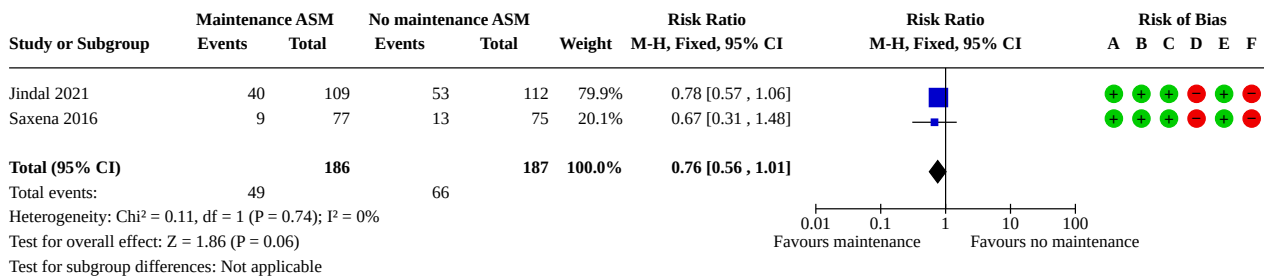 Maintenance ASM No maintenance ASM Risk Ratio Risk Ratio Risk of Bias
Study or Subgroup Events Total Events Total Weight M-H, Fixed, 95% CI M-H, Fixed, 95% CI A B C D E F
Jindal 2021 40 109 53 112 79.9% 0.78 [0.57 , 1.06] + + + − + −
Saxena 2016 9 77 13 75 20.1% 0.67 [0.31 , 1.48] + + + − + −
Total (95% CI) 186 187 100.0% 0.76 [0.56 , 1.01]
Total events: 49 66
Heterogeneity: Chi² = 0.11, df = 1 (P = 0.74); I² = 0%
0.01 0.1 1 10 100
Test for overall effect: Z = 1.86 (P = 0.06)
Favours maintenance Favours no maintenance
Test for subgroup differences: Not applicable